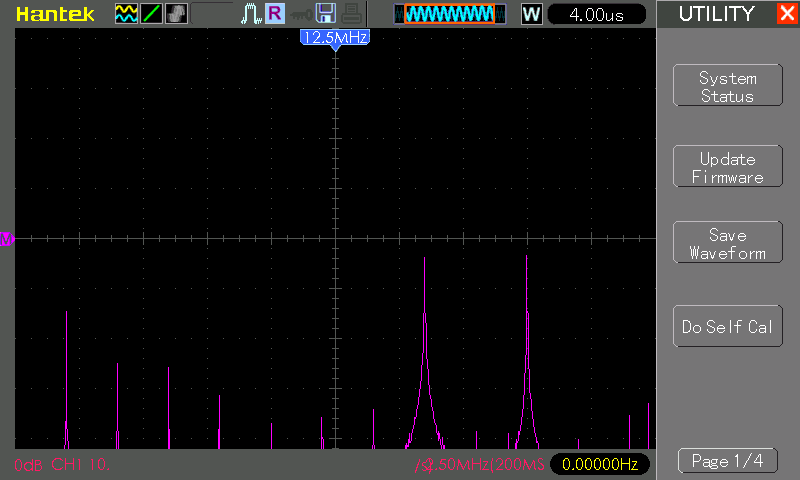 Hantek R W 4.00us UTILITY
12.5MHz
System
Status
Update
Firmware
M
Save
Waveform
Do Self Cal
0dB CH1 10. 2.50MHz(200MS 0.00000Hz
Page 1/4